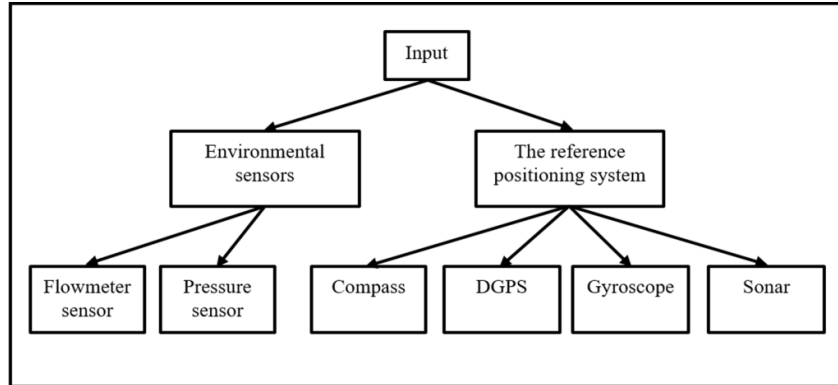 Input
Environmental
sensors
The reference
positioning system
Flowmeter
sensor
Pressure
sensor
Compass
DGPS
Gyroscope
Sonar